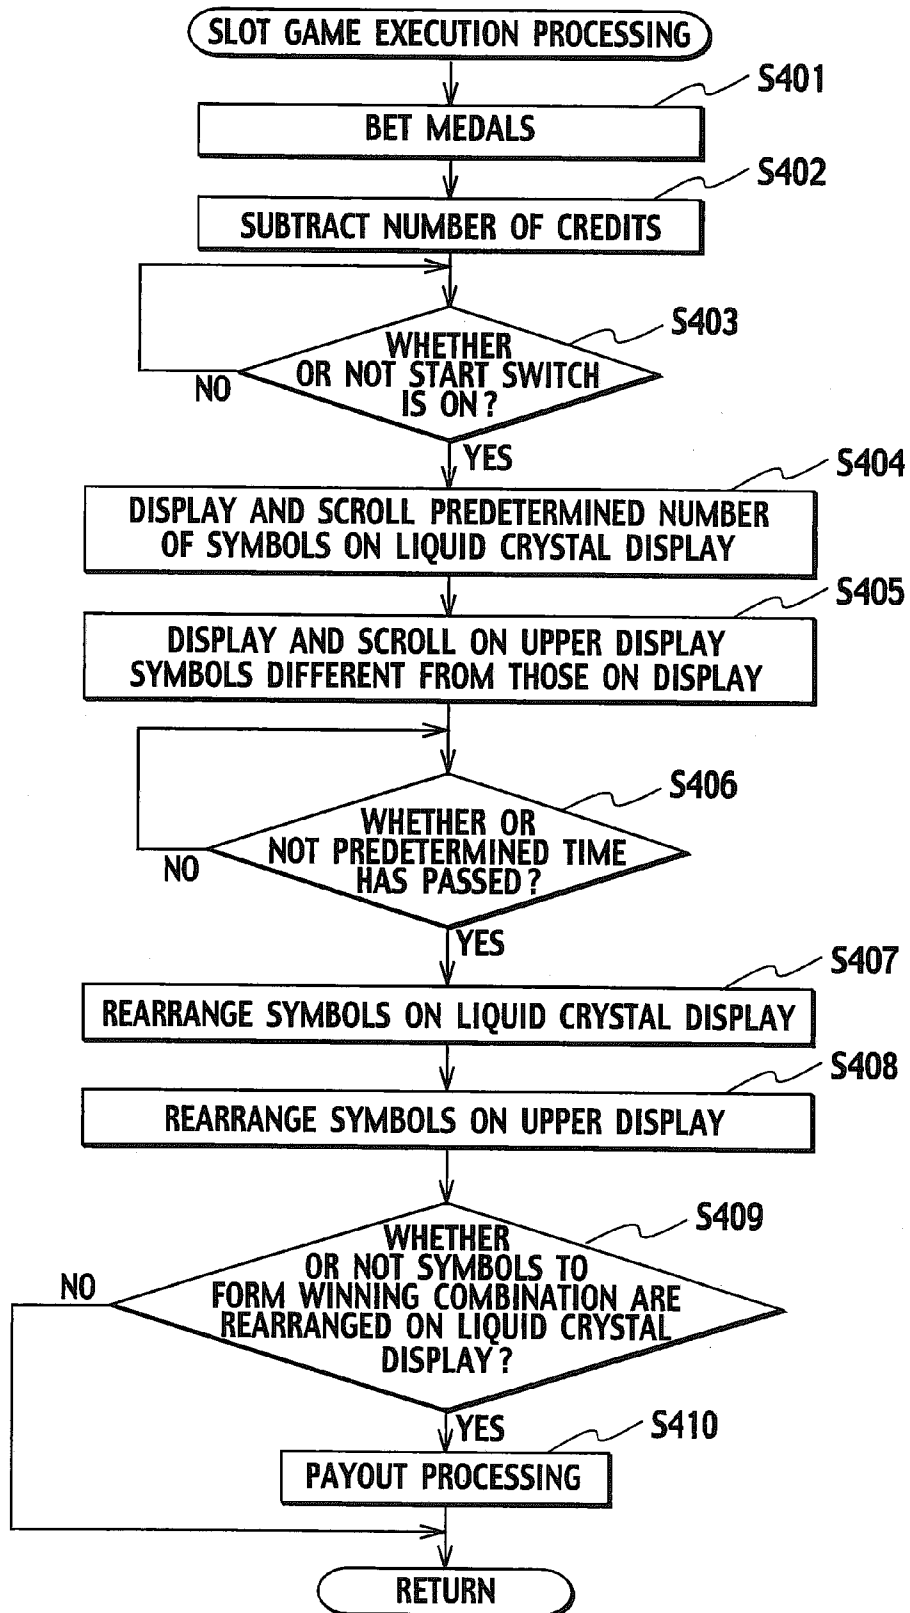 SLOT GAME EXECUTION PROCESSING
S401
BET MEDALS
S402
SUBTRACT NUMBER OF CREDITS
S403
WHETHER
OR NOT START SWITCH
IS ON?
NO
YES
S404
DISPLAY AND SCROLL PREDETERMINED NUMBER
OF SYMBOLS ON LIQUID CRYSTAL DISPLAY
S405
DISPLAY AND SCROLL ON UPPER DISPLAY
SYMBOLS DIFFERENT FROM THOSE ON DISPLAY
S406
WHETHER OR
NOT PREDETERMINED TIME
HAS PASSED?
NO
YES
S407
REARRANGE SYMBOLS ON LIQUID CRYSTAL DISPLAY
S408
REARRANGE SYMBOLS ON UPPER DISPLAY
S409
WHETHER
OR NOT SYMBOLS TO
FORM WINNING COMBINATION ARE
REARRANGED ON LIQUID CRYSTAL
DISPLAY?
NO
YES
S410
PAYOUT PROCESSING
RETURN